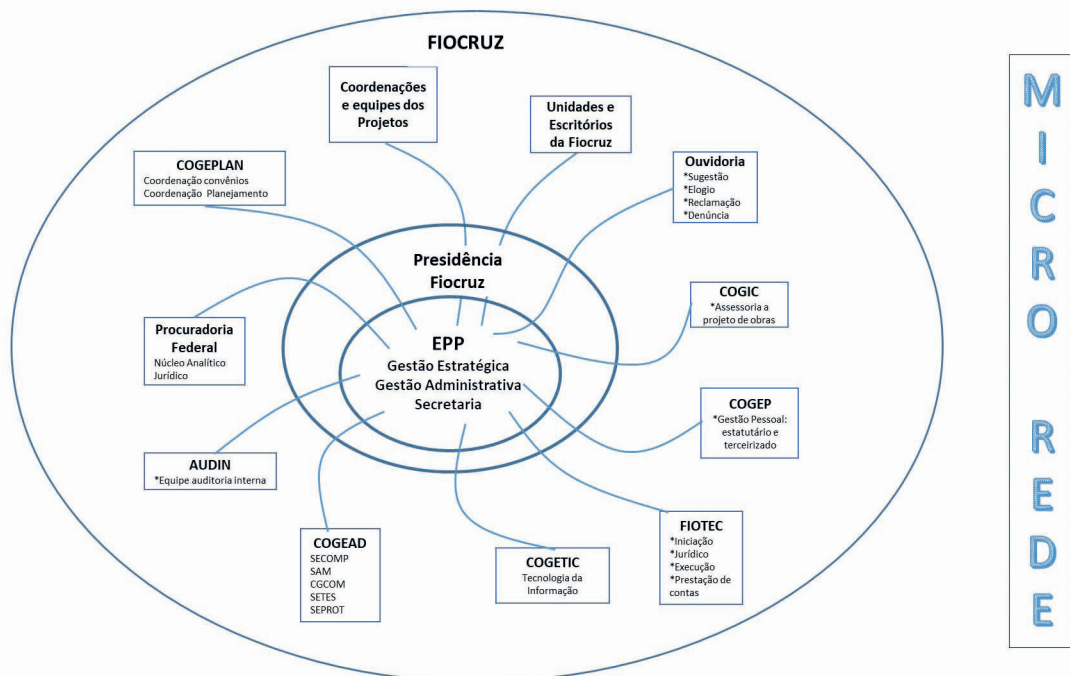 FIOCRUZ
Coordenações
e equipes dos
Projetos
Unidades e
Escritórios
da Fiocruz
Ouvidoria
*Sugestão
*Elogio
*Reclamação
*Denúncia
COGEPLAN
Coordenação convênios
Coordenação Planejamento
Presidência
Fiocruz
COGIC
*Assessoria a
projeto de obras
Procuradoria
Federal
Núcleo Analítico
Jurídico
EPP
Gestão Estratégica
Gestão Administrativa
Secretaria
COGEP
*Gestão Pessoal:
estatutário e
terceirizado
AUDIN
*Equipe auditoria interna
COGEAD
SECOMP
SAM
CGCOM
SETES
SEPROT
COGETIC
Tecnologia da
Informação
FIOTEC
*Iniciação
*Jurídico
*Execução
*Prestação de
contas
MICRO REDE